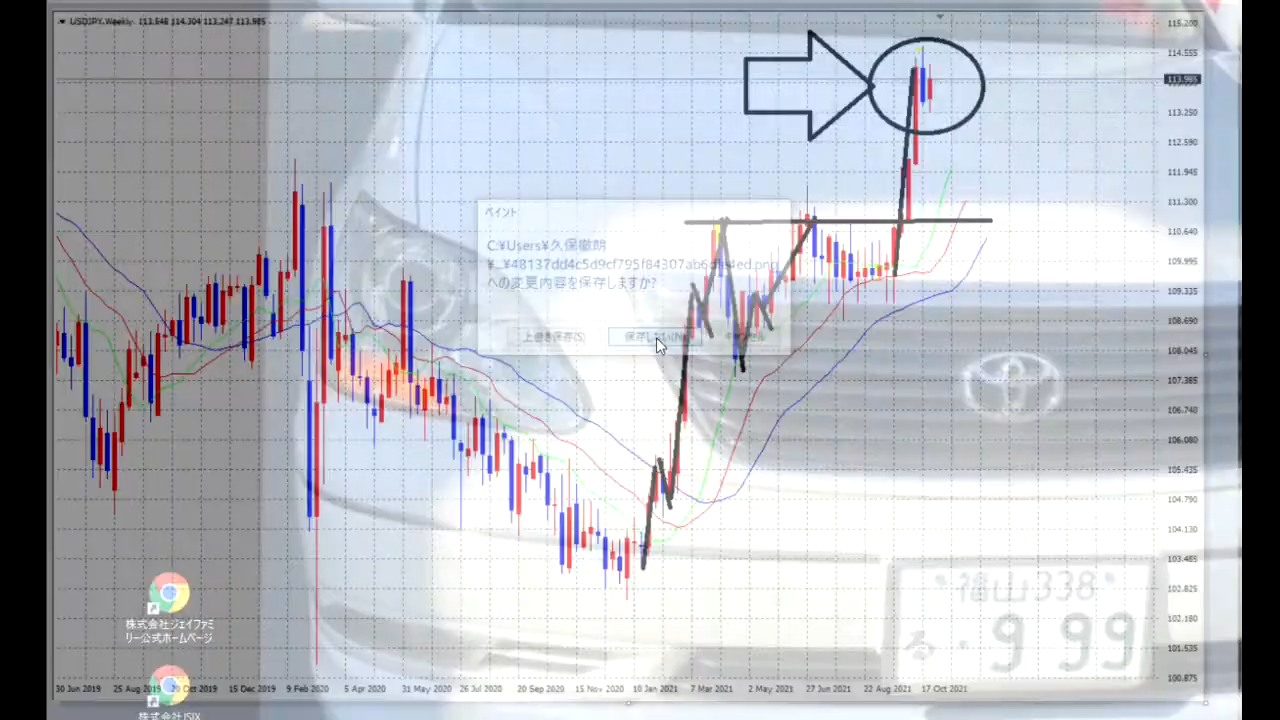 USDJPY,Weekly 113.548 114.304 113.247 113.985
115.200
114.555
113.985
113.250
112.590
111.945
111.300
110.640
109.995
109.335
108.690
108.045
107.385
106.740
106.080
105.435
104.790
104.130
103.485
102.825
102.180
101.535
100.875
ペイント
C:¥Users¥久保徹朗
への変更内容を保存しますか?
上書き保存(S)
保存しない(N)
キャンセル
福山 338
る ・9 99
株式会社ジェイファミ
リー公式ホームページ
株式会社JSIX
30 Jun 2019 25 Aug 2019 20 Oct 2019 15 Dec 2019 9 Feb 2020 5 Apr 2020 31 May 2020 26 Jul 2020 20 Sep 2020 15 Nov 2020 10 Jan 2021 7 Mar 2021 2 May 2021 27 Jun 2021 22 Aug 2021 17 Oct 2021